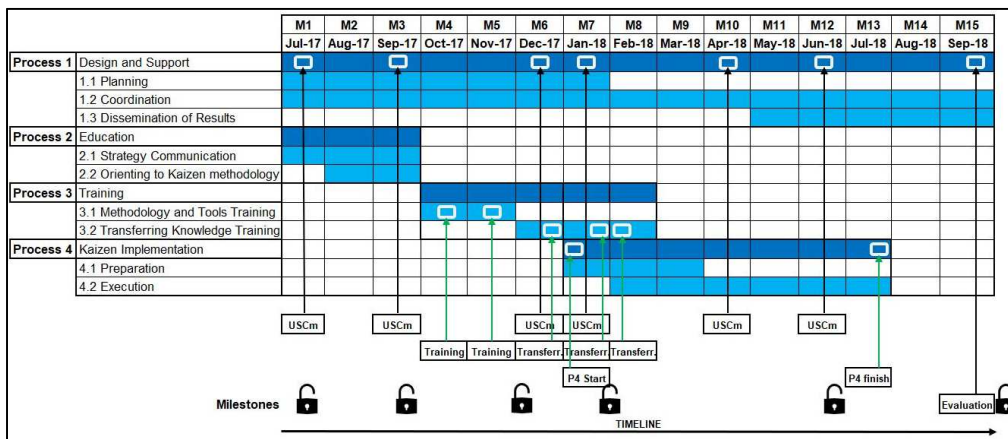 M1 M2 M3 M4 M5 M6 M7 M8 M9 M10 M11 M12 M13 M14 M15
Jul-17 Aug-17 Sep-17 Oct-17 Nov-17 Dec-17 Jan-18 Feb-18 Mar-18 Apr-18 May-18 Jun-18 Jul-18 Aug-18 Sep-18
Process 1 Design and Support
1.1 Planning
1.2 Coordination
1.3 Dissemination of Results
Process 2 Education
2.1 Strategy Communication
2.2 Orienting to Kaizen methodology
Process 3 Training
3.1 Methodology and Tools Training
3.2 Transferring Knowledge Training
Process 4 Kaizen Implementation
4.1 Preparation
4.2 Execution
USCm USCm USCm USCm USCm USCm
Training Training Transferr. Transferr. Transferr.
P4 Start P4 finish
Milestones Evaluation
TIMELINE